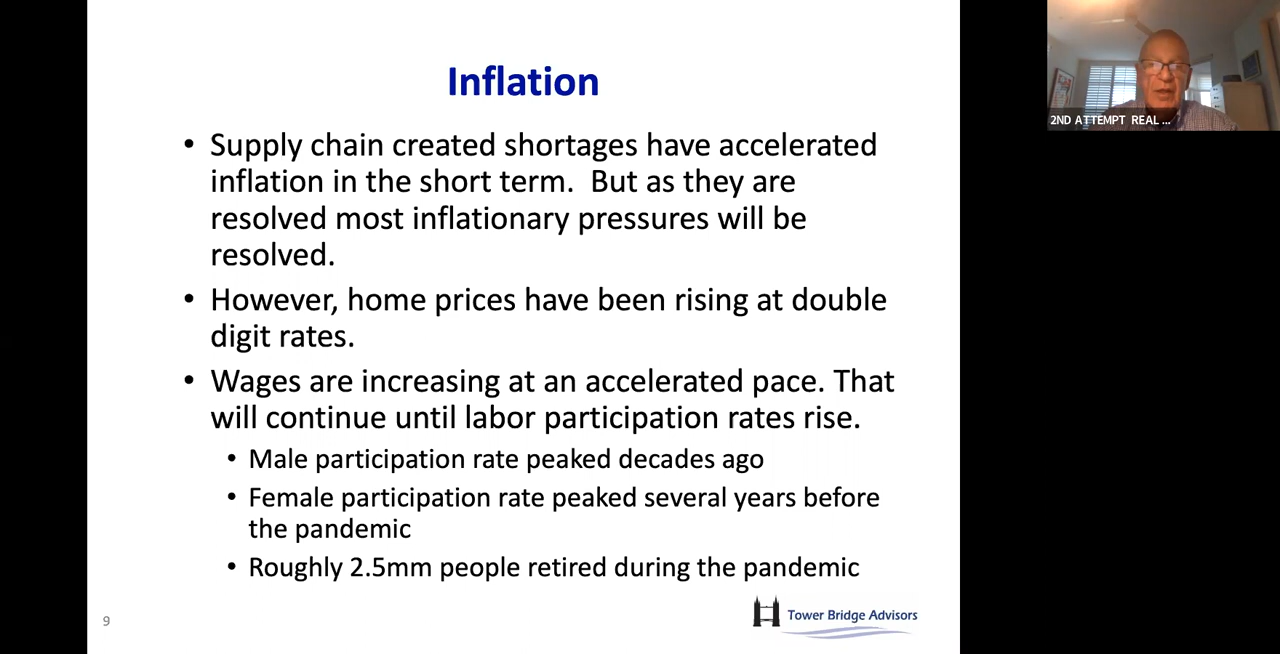 Inflation
• Supply chain created shortages have accelerated
inflation in the short term.  But as they are
resolved most inflationary pressures will be
resolved.
• However, home prices have been rising at double
digit rates.
• Wages are increasing at an accelerated pace. That
will continue until labor participation rates rise.
• Male participation rate peaked decades ago
• Female participation rate peaked several years before
the pandemic
• Roughly 2.5mm people retired during the pandemic
9
Tower Bridge Advisors
2ND ATTEMPT REAL ...